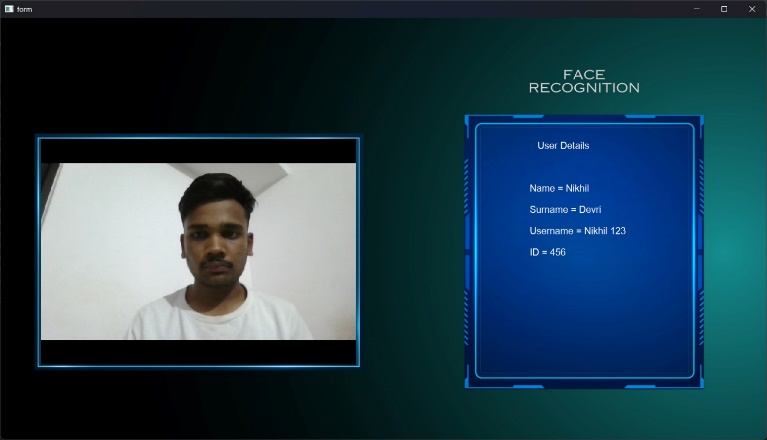 form
FACE
RECOGNITION
User Details
Name = Nikhil
Surname = Devri
Username = Nikhil 123
ID = 456